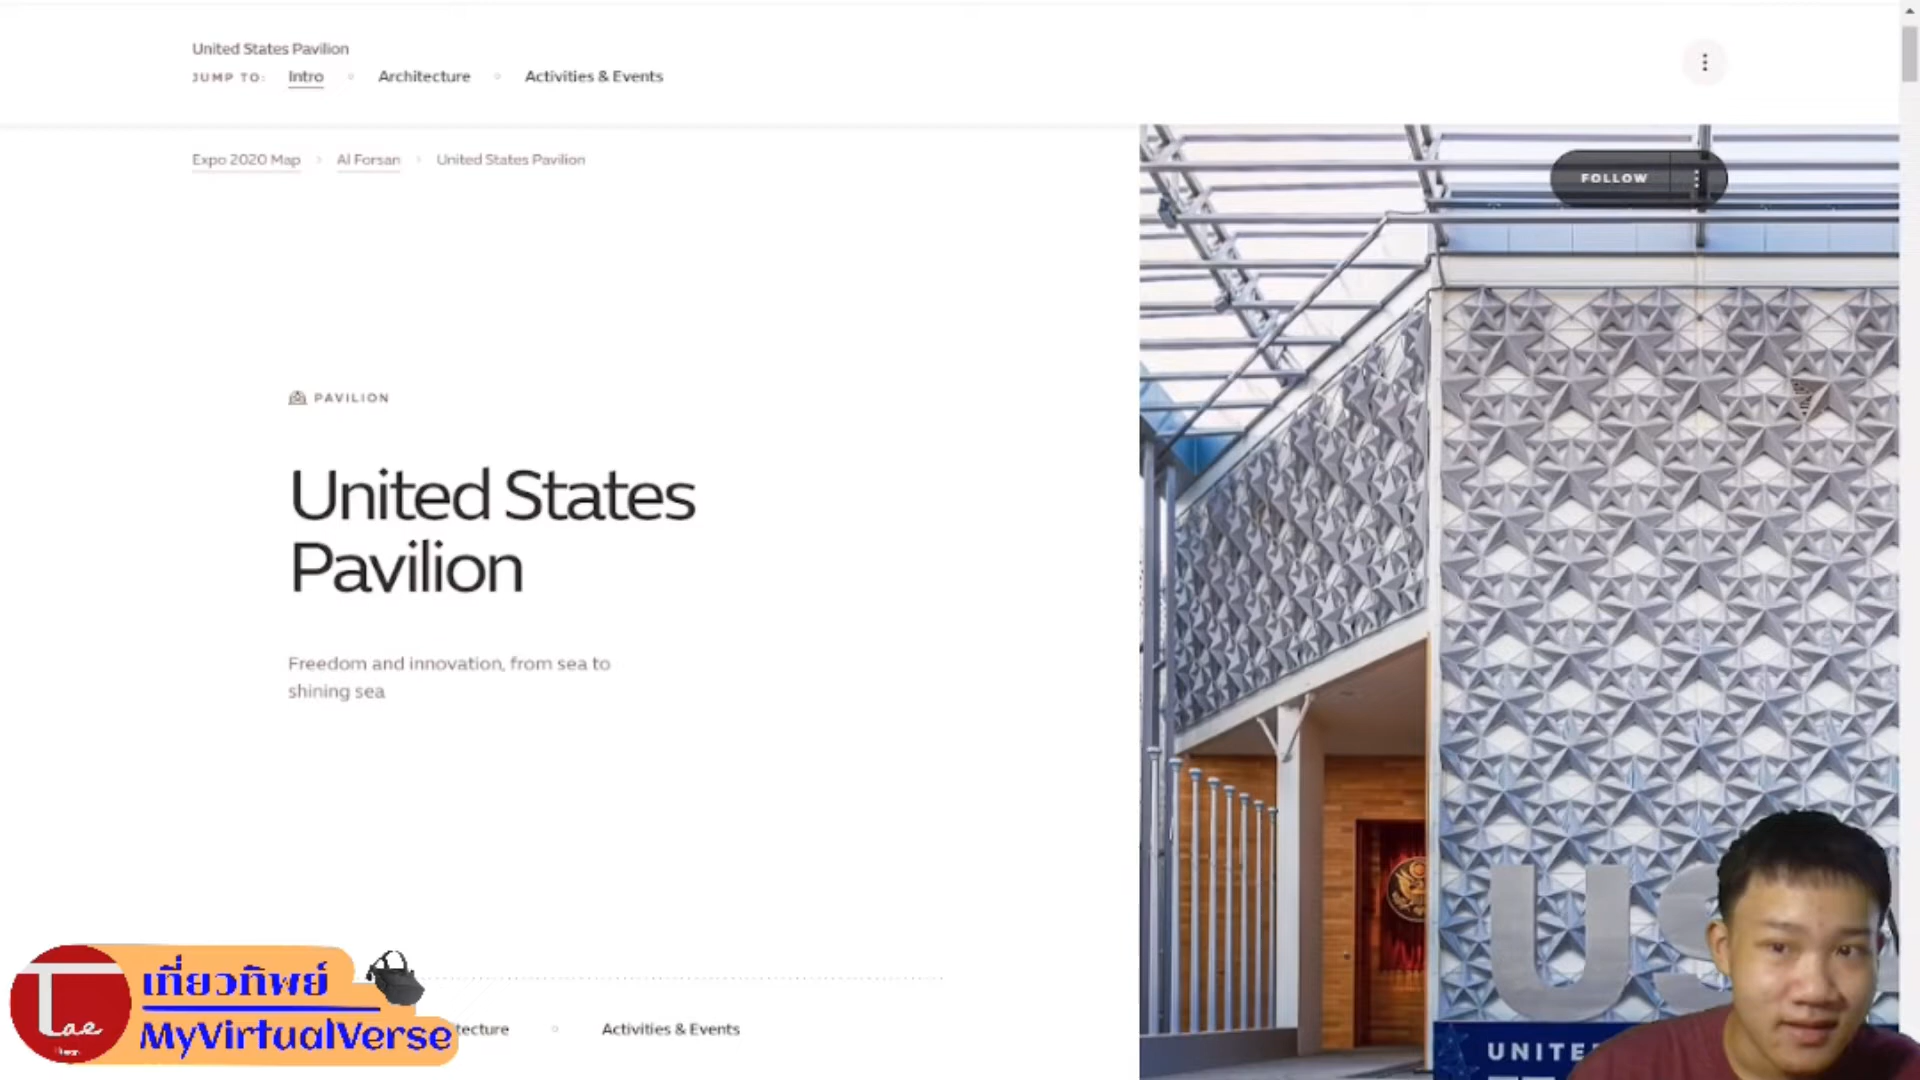 United States Pavilion
JUMP TO: Intro Architecture Activities & Events
Expo 2020 Map > Al Forsan > United States Pavilion
FOLLOW
PAVILION
United States
Pavilion
Freedom and innovation, from sea to
shining sea
US
Tae
เที่ยวทิพย์
MyVirtualVerse
tecture Activities & Events
UNITE